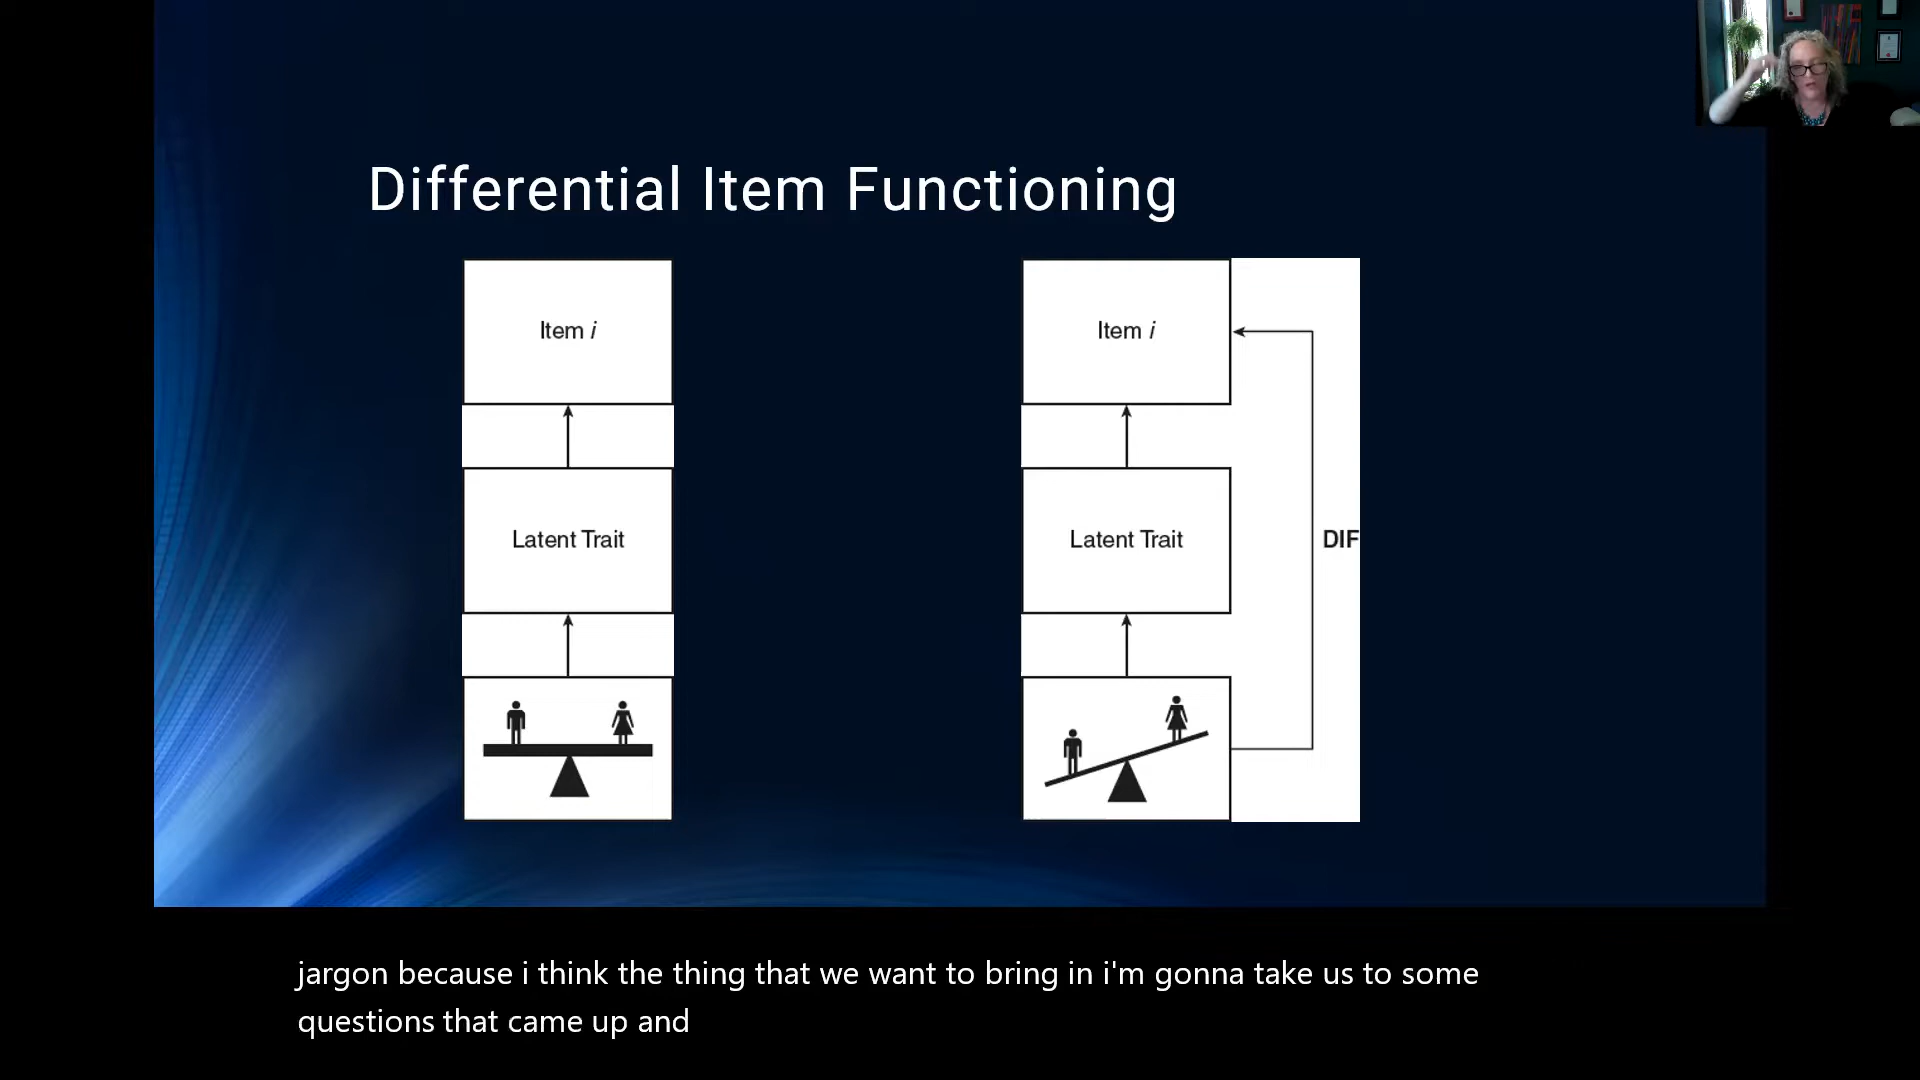 Differential Item Functioning
Item i
Item i
Latent Trait
Latent Trait
DIF
jargon because i think the thing that we want to bring in i'm gonna take us to some
questions that came up and